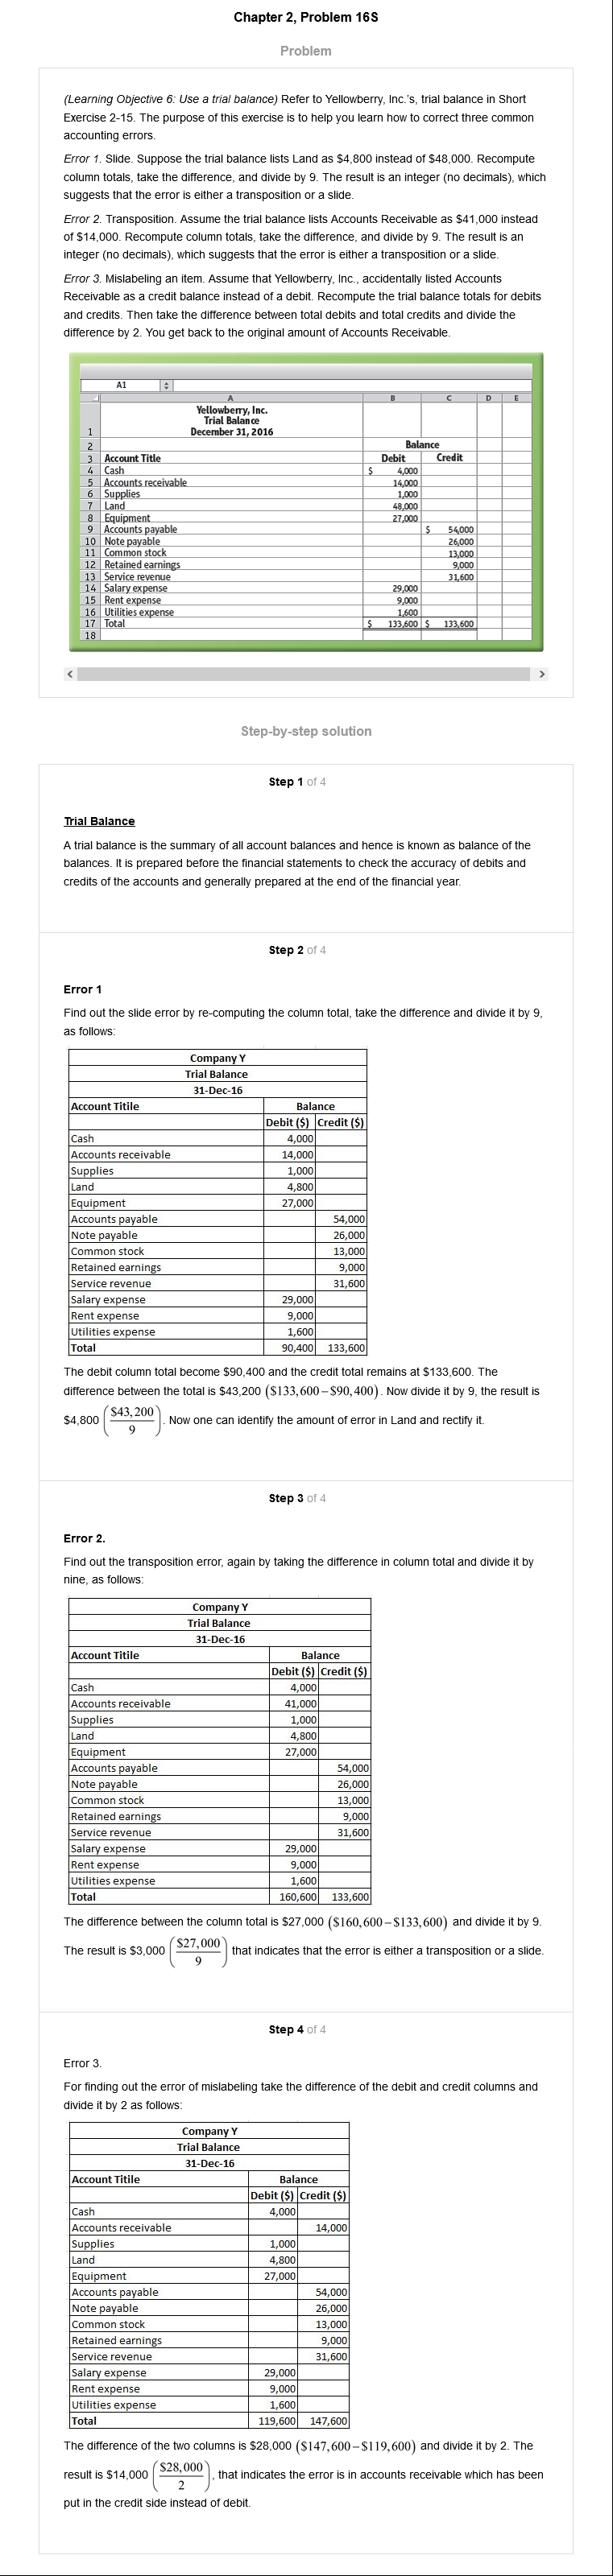 Chapter 2, Problem 16S
Problem
(Learning Objective 6: Use a trial balance) Refer to Yellowberry, Inc.'s, trial balance in Short
Exercise 2-15. The purpose of this exercise is to help you learn how to correct three common
accounting errors.
Error 1. Slide. Suppose the trial balance lists Land as $4,800 instead of $48,000. Recompute
column totals, take the difference, and divide by 9. The result is an integer (no decimals), which
suggests that the error is either a transposition or a slide.
Error 2. Transposition. Assume the trial balance lists Accounts Receivable as $41,000 instead
of $14,000. Recompute column totals, take the difference, and divide by 9. The result is an
integer (no decimals), which suggests that the error is either a transposition or a slide.
Error 3. Mislabeling an item. Assume that Yellowberry, Inc., accidentally listed Accounts
Receivable as a credit balance instead of a debit. Recompute the trial balance totals for debits
and credits. Then take the difference between total debits and total credits and divide the
difference by 2. You get back to the original amount of Accounts Receivable.
A1
A B C D E
Yellowberry, Inc.
Trial Balance
1 December 31, 2016
2 Balance
3 Account Title Debit Credit
4 Cash $ 4,000
5 Accounts receivable 14,000
6 Supplies 1,000
7 Land 48,000
8 Equipment 27,000
9 Accounts payable $ 54,000
10 Note payable 26,000
11 Common stock 13,000
12 Retained earnings 9,000
13 Service revenue 31,600
14 Salary expense 29,000
15 Rent expense 9,000
16 Utilities expense 1,600
17 Total $ 133,600 $ 133,600
18
Step-by-step solution
Step 1 of 4
Trial Balance
A trial balance is the summary of all account balances and hence is known as balance of the
balances. It is prepared before the financial statements to check the accuracy of debits and
credits of the accounts and generally prepared at the end of the financial year.
Step 2 of 4
Error 1
Find out the slide error by re-computing the column total, take the difference and divide it by 9,
as follows:
Company Y
Trial Balance
31-Dec-16
Account Titile Balance
Debit ($) Credit ($)
Cash 4,000
Accounts receivable 14,000
Supplies 1,000
Land 4,800
Equipment 27,000
Accounts payable 54,000
Note payable 26,000
Common stock 13,000
Retained earnings 9,000
Service revenue 31,600
Salary expense 29,000
Rent expense 9,000
Utilities expense 1,600
Total 90,400 133,600
The debit column total become $90,400 and the credit total remains at $133,600. The
difference between the total is $43,200 ($133,600−$90,400). Now divide it by 9, the result is
$4,800 ($43,200/9). Now one can identify the amount of error in Land and rectify it.
Step 3 of 4
Error 2.
Find out the transposition error, again by taking the difference in column total and divide it by
nine, as follows:
Company Y
Trial Balance
31-Dec-16
Account Titile Balance
Debit ($) Credit ($)
Cash 4,000
Accounts receivable 41,000
Supplies 1,000
Land 4,800
Equipment 27,000
Accounts payable 54,000
Note payable 26,000
Common stock 13,000
Retained earnings 9,000
Service revenue 31,600
Salary expense 29,000
Rent expense 9,000
Utilities expense 1,600
Total 160,600 133,600
The difference between the column total is $27,000 ($160,600−$133,600) and divide it by 9.
The result is $3,000 ($27,000/9) that indicates that the error is either a transposition or a slide.
Step 4 of 4
Error 3.
For finding out the error of mislabeling take the difference of the debit and credit columns and
divide it by 2 as follows:
Company Y
Trial Balance
31-Dec-16
Account Titile Balance
Debit ($) Credit ($)
Cash 4,000
Accounts receivable 14,000
Supplies 1,000
Land 4,800
Equipment 27,000
Accounts payable 54,000
Note payable 26,000
Common stock 13,000
Retained earnings 9,000
Service revenue 31,600
Salary expense 29,000
Rent expense 9,000
Utilities expense 1,600
Total 119,600 147,600
The difference of the two columns is $28,000 ($147,600−$119,600) and divide it by 2. The
result is $14,000 ($28,000/2), that indicates the error is in accounts receivable which has been
put in the credit side instead of debit.